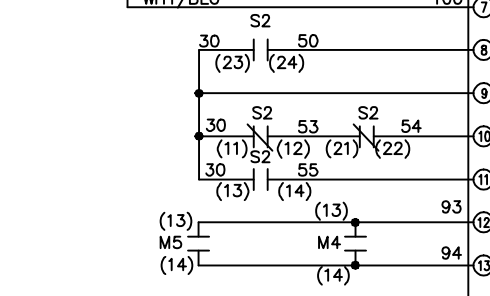 WHT/BLU
7
S2
30 50 8
(23) (24)
9
S2 S2
30 53 54 10
(11) (12) (21) (22)
S2
30 55 11
(13) (14)
(13) (13) 93 12
M5 M4
94
(14) (14) 13